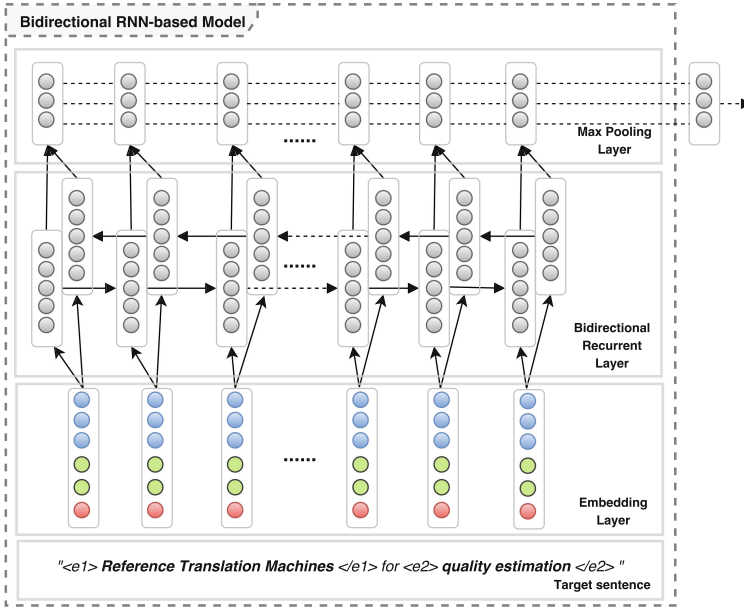 Bidirectional RNN-based Model
Max Pooling
Layer
......
......
Bidirectional
Recurrent
Layer
......
Embedding
Layer
"<e1> Reference Translation Machines </e1> for <e2> quality estimation </e2> "
Target sentence